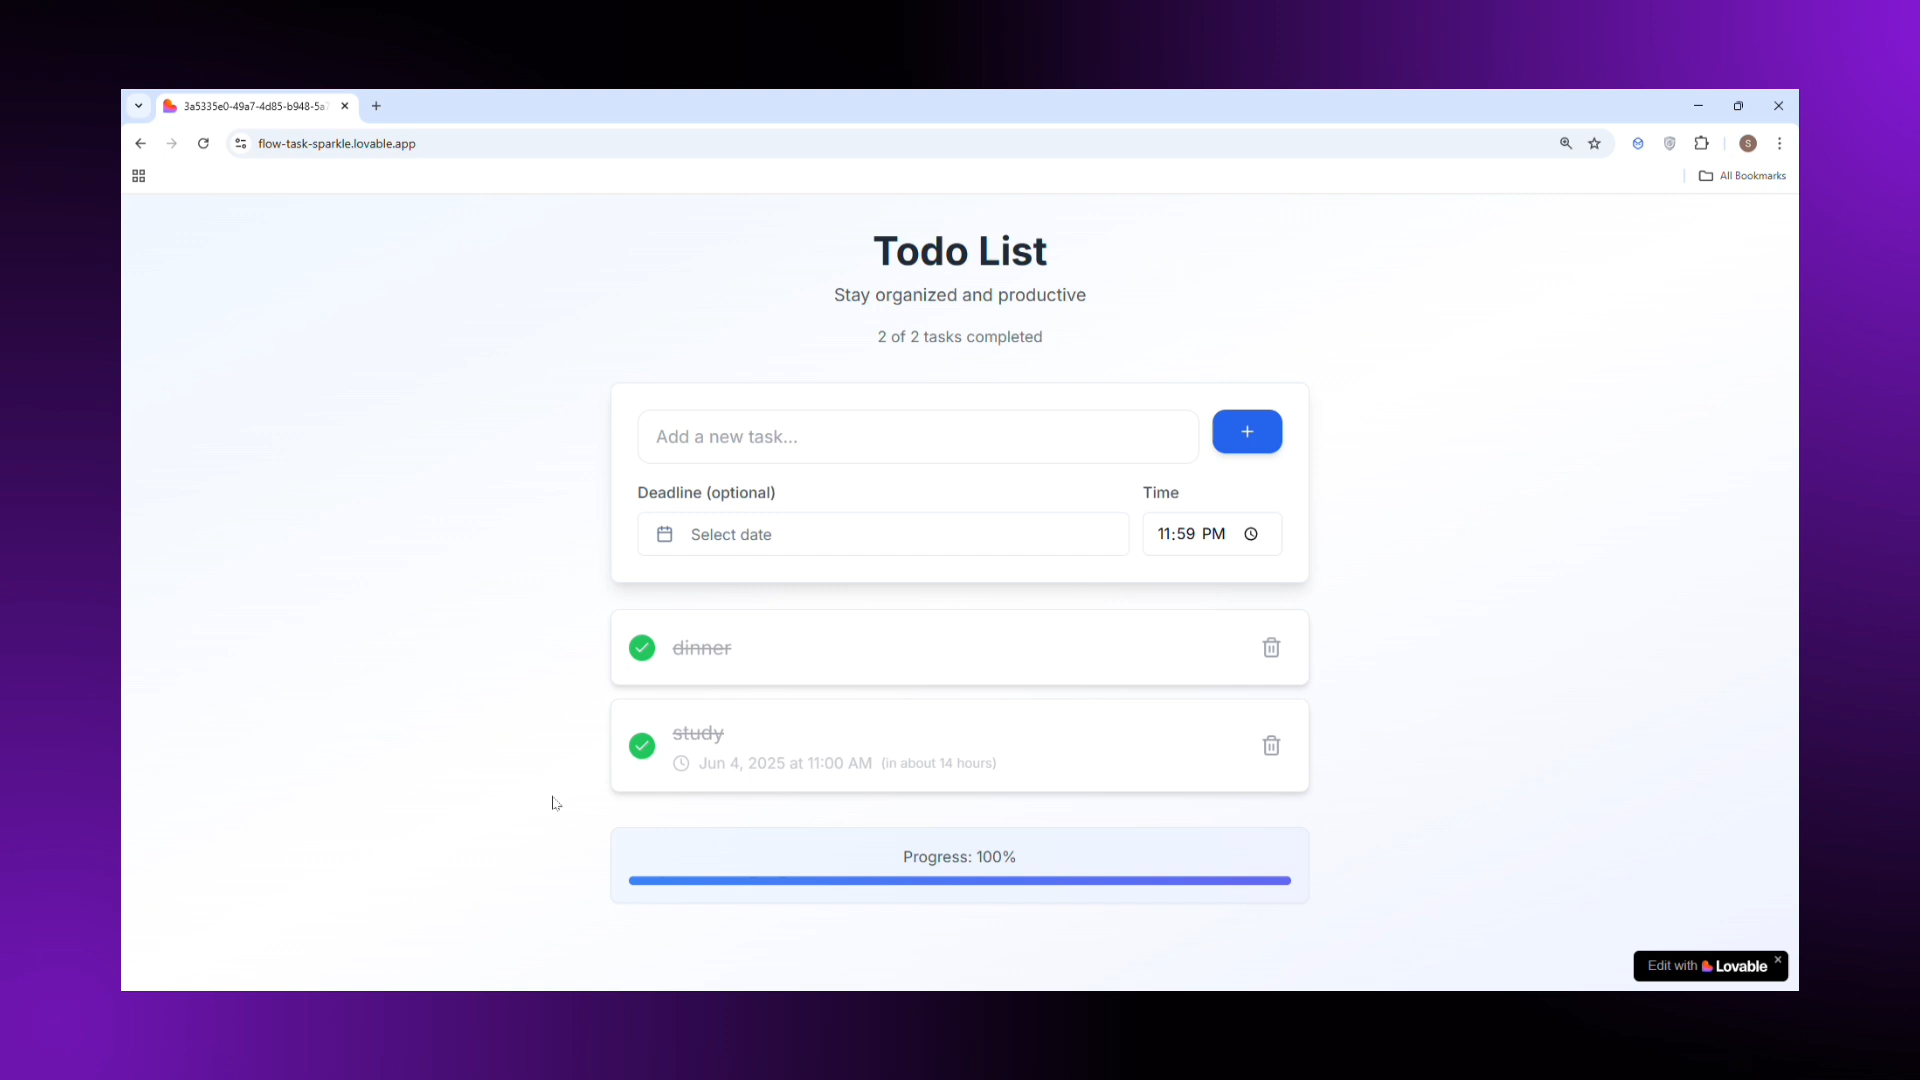 3a5335e0-49a7-4d85-b948-5a7
flow-task-sparkle.lovable.app
S
All Bookmarks
Todo List
Stay organized and productive
2 of 2 tasks completed
Add a new task...
Deadline (optional)
Time
Select date
11:59 PM
dinner
study
Jun 4, 2025 at 11:00 AM (in about 14 hours)
Progress: 100%
Edit with Lovable